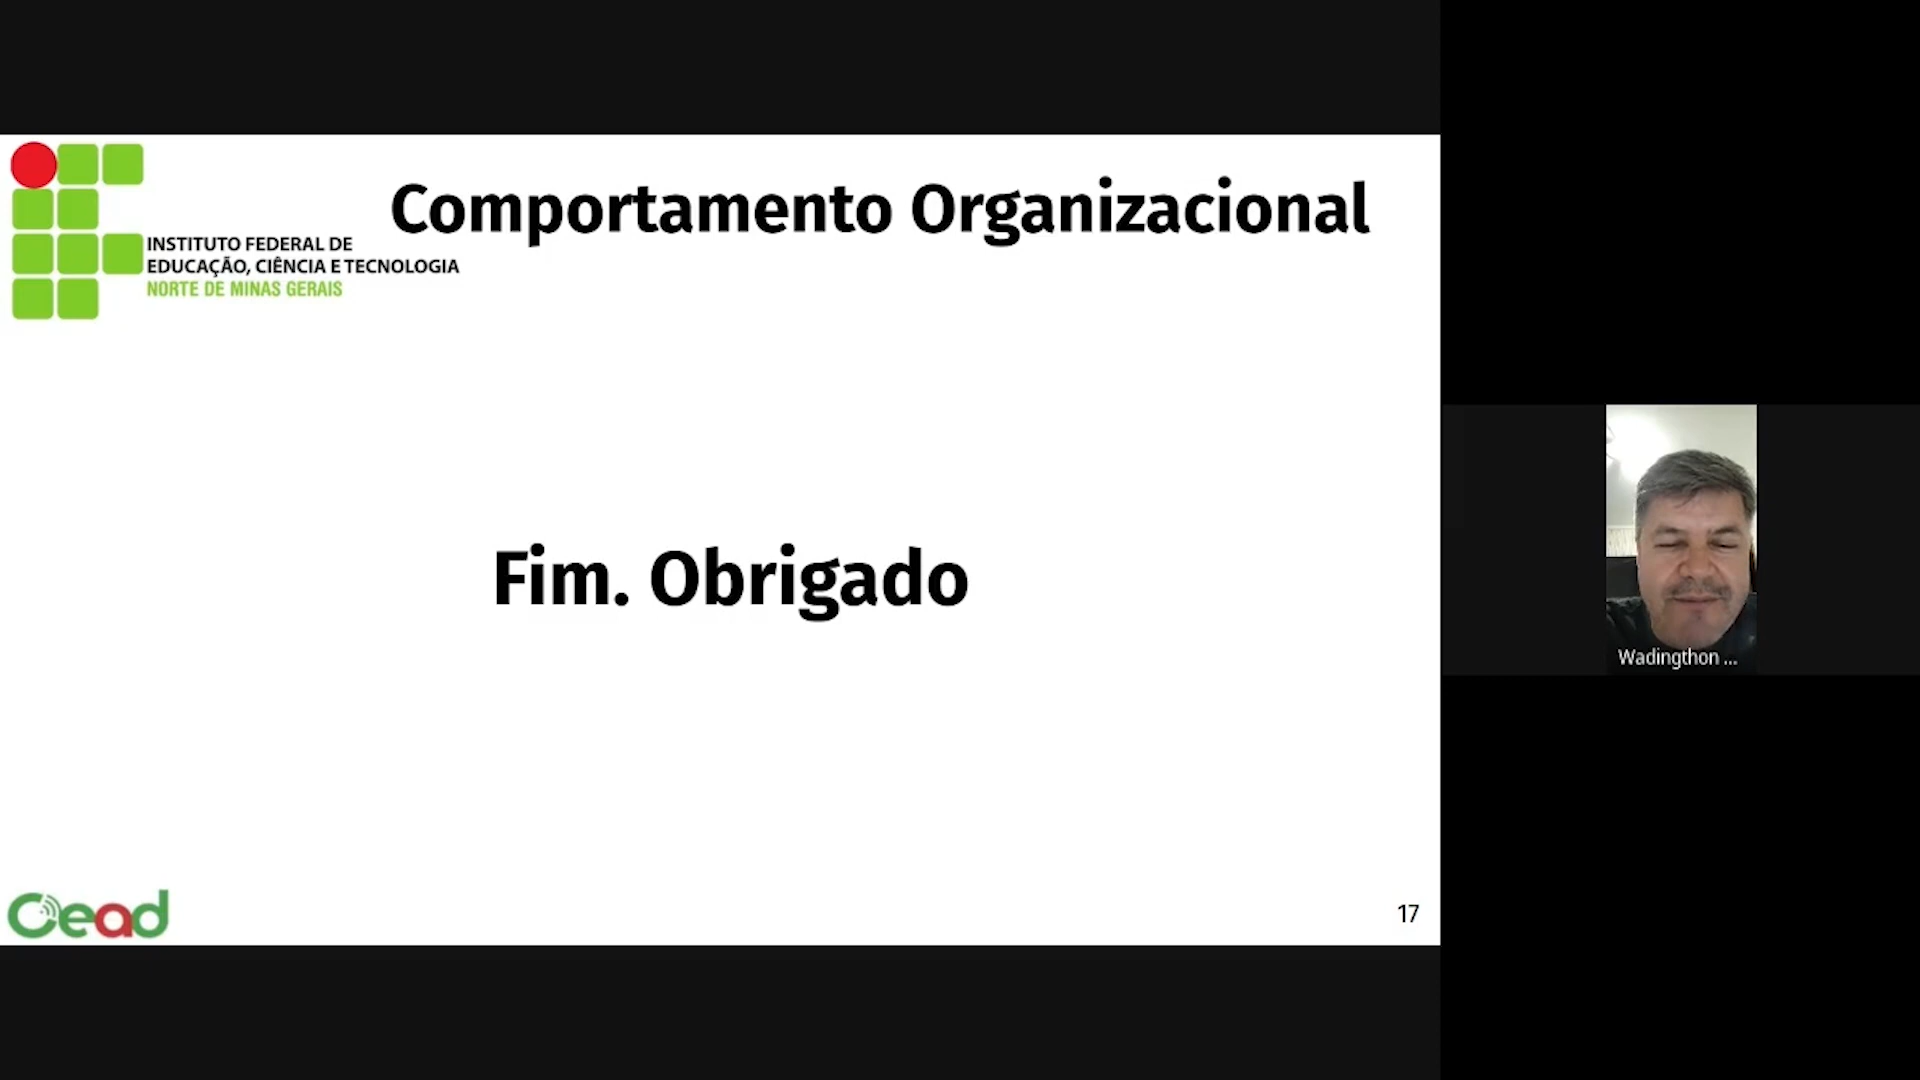 Comportamento Organizacional
INSTITUTO FEDERAL DE
EDUCAÇÃO, CIÊNCIA E TECNOLOGIA
NORTE DE MINAS GERAIS
Fim. Obrigado
Wadingthon ...
Cead
17